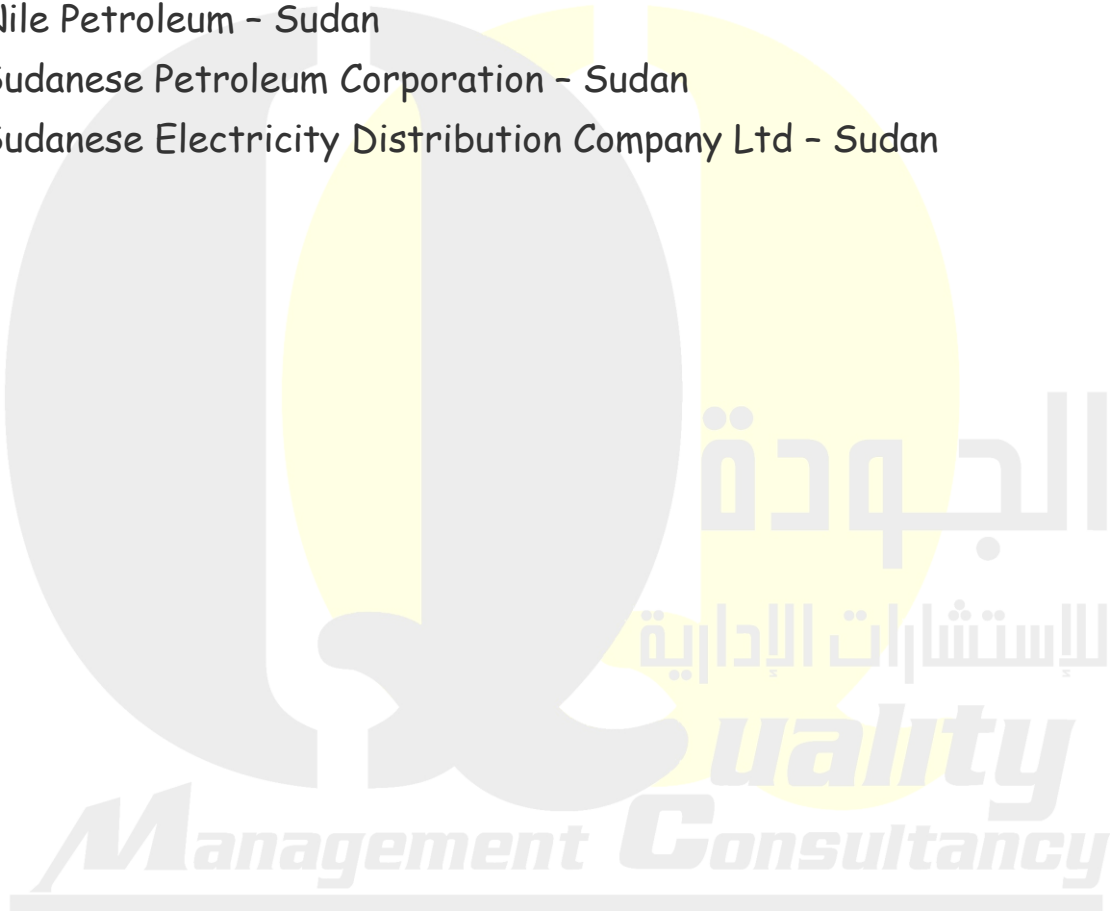 Nile Petroleum – Sudan
Sudanese Petroleum Corporation – Sudan
Sudanese Electricity Distribution Company Ltd – Sudan
الجودة
للإستشارات الإدارية
Quality
Management Consultancy